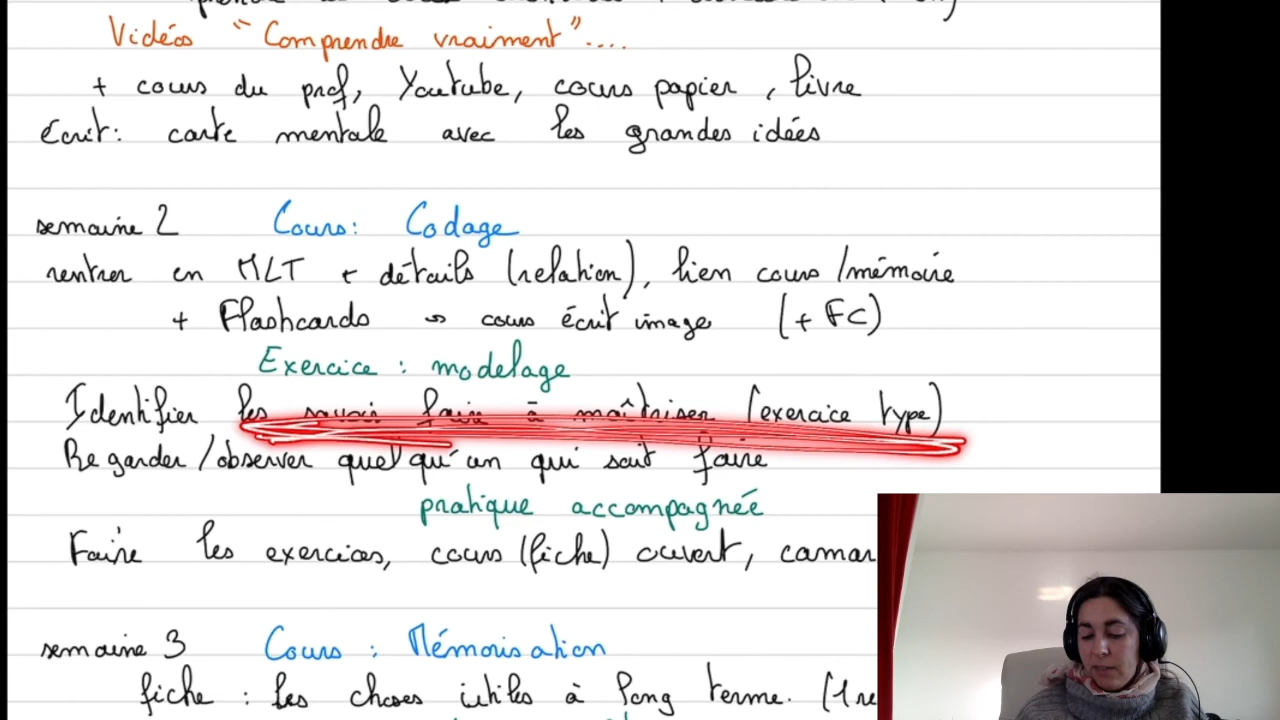 Vidéos "Comprendre vraiment"....
+ cours du prof, Youtube, cours papier, livre
Écrit: carte mentale avec les grandes idées
semaine 2 Cours: Codage
rentrer en MLT + détails (relation), lien cours/mémoire
+ Flashcards cours écrit image (+ FC)
Exercice : modelage
Identifier les savoir faire à maîtriser (exercice type)
Regarder/observer quelqu'un qui sait faire
pratique accompagnée
Faire les exercices, cours (fiche) ouvert, camar
semaine 3 Cours : Mémorisation
fiche : les choses utiles à long terme. (1 re